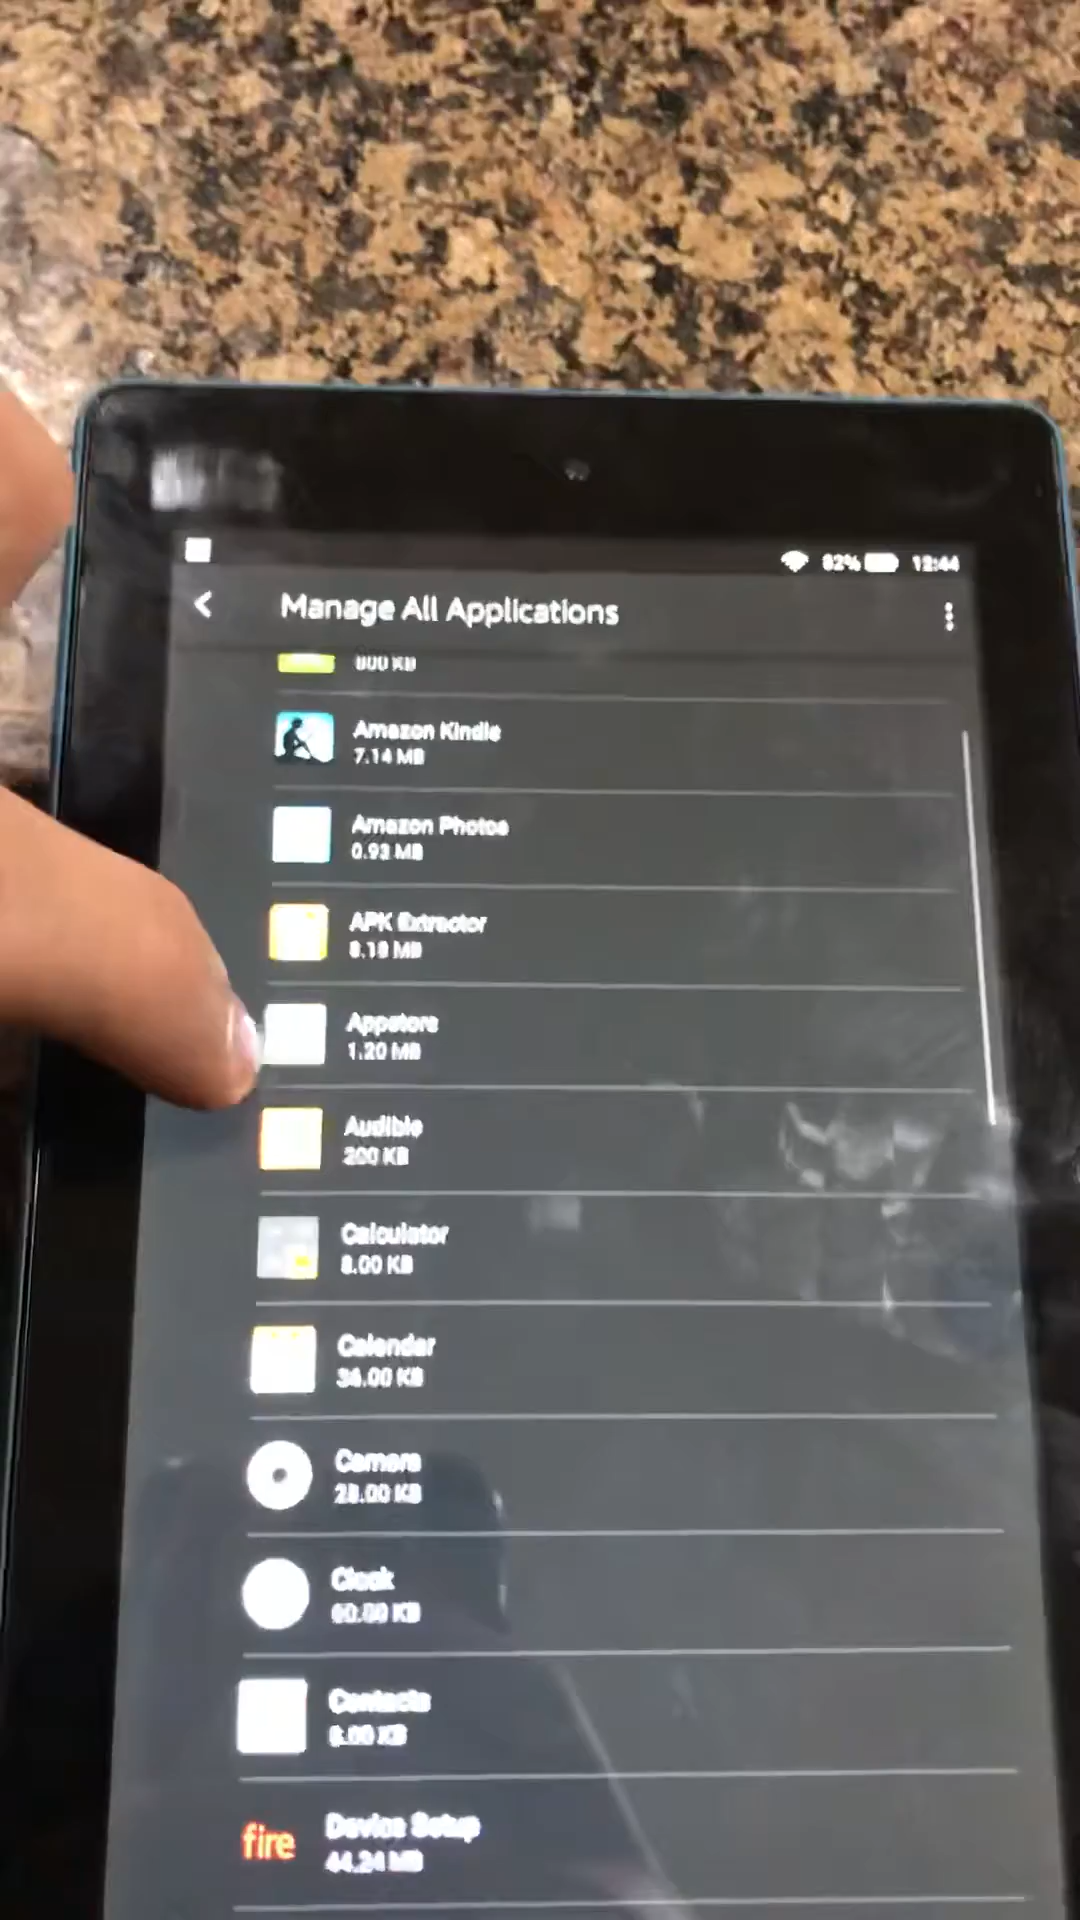 82% 12:44
Manage All Applications
800 KB
Amazon Kindle
7.14 MB
Amazon Photos
0.93 MB
APK Extractor
8.18 MB
Appstore
1.20 MB
Audible
200 KB
Calculator
8.00 KB
Calendar
36.00 KB
Camera
28.00 KB
Clock
60.00 KB
Contacts
8.00 KB
fire
Device Setup
44.24 MB